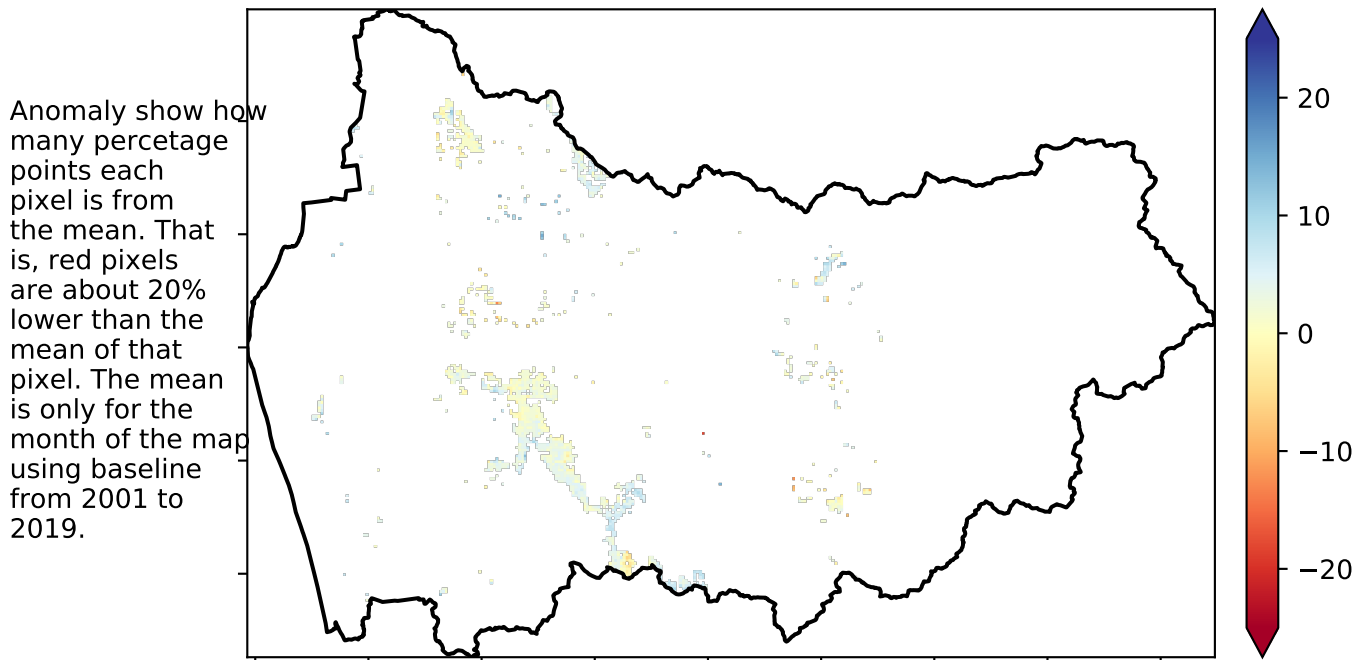 Anomaly show how
many percetage
points each
pixel is from
the mean. That
is, red pixels
are about 20%
lower than the
mean of that
pixel. The mean
is only for the
month of the map
using baseline
from 2001 to
2019.
20
10
0
−10
−20